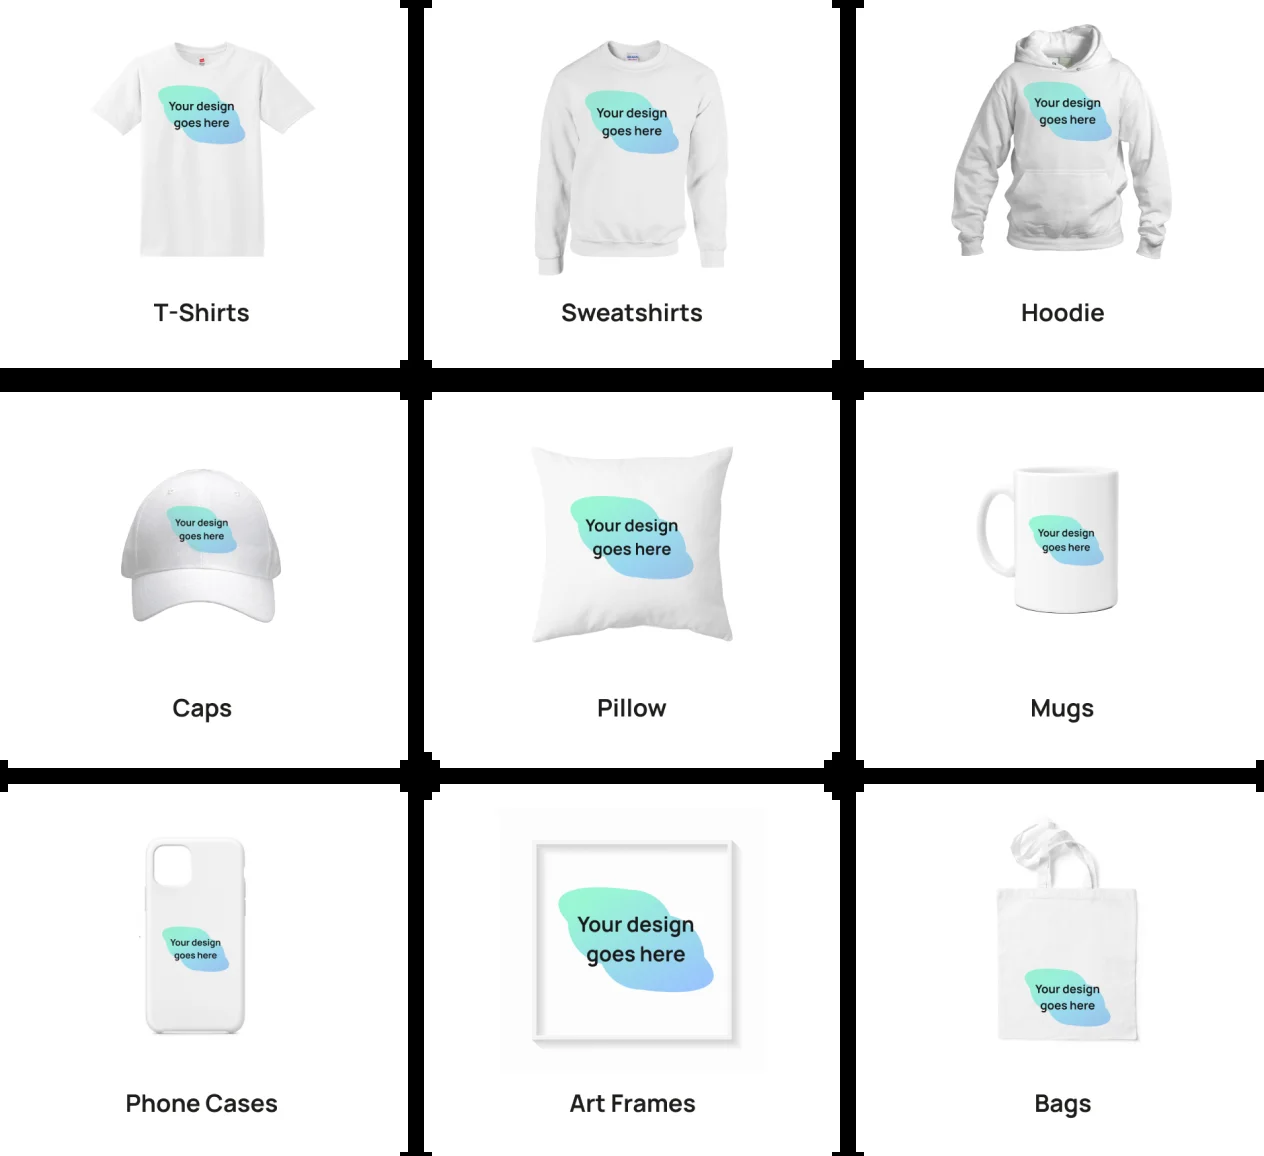 Your design
goes here
T-Shirts
Your design
goes here
Sweatshirts
Your design
goes here
Hoodie
Your design
goes here
Caps
Your design
goes here
Pillow
Your design
goes here
Mugs
Your design
goes here
Phone Cases
Your design
goes here
Art Frames
Your design
goes here
Bags